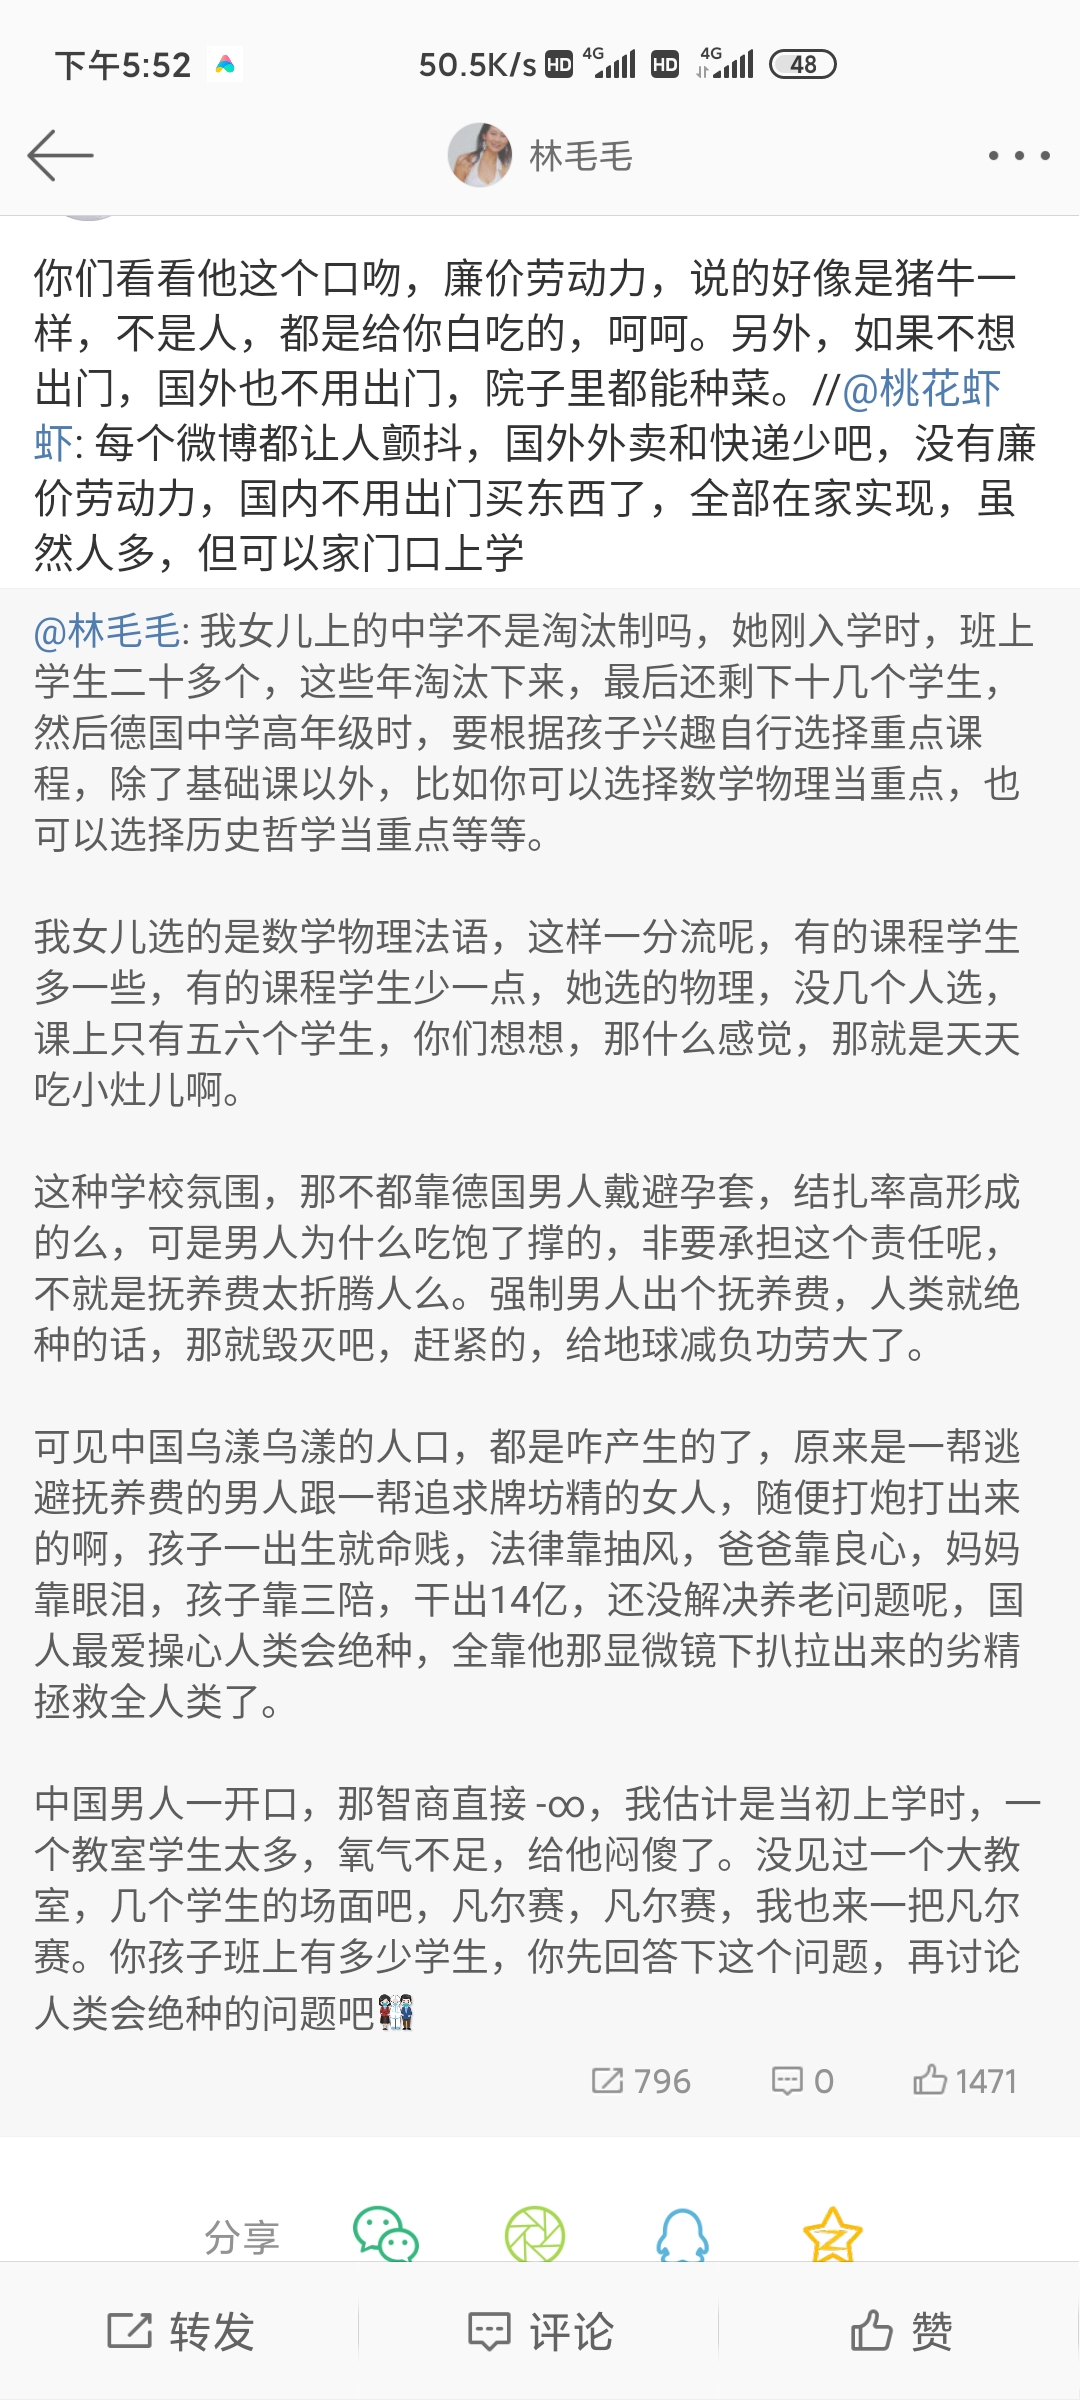 下午5:52
50.5K/s HD 4G HD 4G 48
林毛毛
你们看看他这个口吻，廉价劳动力，说的好像是猪牛一
样，不是人，都是给你白吃的，呵呵。另外，如果不想
出门，国外也不用出门，院子里都能种菜。//@桃花虾
虾: 每个微博都让人颤抖，国外外卖和快递少吧，没有廉
价劳动力，国内不用出门买东西了，全部在家实现，虽
然人多，但可以家门口上学
@林毛毛: 我女儿上的中学不是淘汰制吗，她刚入学时，班上
学生二十多个，这些年淘汰下来，最后还剩下十几个学生，
然后德国中学高年级时，要根据孩子兴趣自行选择重点课
程，除了基础课以外，比如你可以选择数学物理当重点，也
可以选择历史哲学当重点等等。
我女儿选的是数学物理法语，这样一分流呢，有的课程学生
多一些，有的课程学生少一点，她选的物理，没几个人选，
课上只有五六个学生，你们想想，那什么感觉，那就是天天
吃小灶儿啊。
这种学校氛围，那不都靠德国男人戴避孕套，结扎率高形成
的么，可是男人为什么吃饱了撑的，非要承担这个责任呢，
不就是抚养费太折腾人么。强制男人出个抚养费，人类就绝
种的话，那就毁灭吧，赶紧的，给地球减负功劳大了。
可见中国乌漾乌漾的人口，都是咋产生的了，原来是一帮逃
避抚养费的男人跟一帮追求牌坊精的女人，随便打炮打出来
的啊，孩子一出生就命贱，法律靠抽风，爸爸靠良心，妈妈
靠眼泪，孩子靠三陪，干出14亿，还没解决养老问题呢，国
人最爱操心人类会绝种，全靠他那显微镜下扒拉出来的劣精
拯救全人类了。
中国男人一开口，那智商直接 -∞，我估计是当初上学时，一
个教室学生太多，氧气不足，给他闷傻了。没见过一个大教
室，几个学生的场面吧，凡尔赛，凡尔赛，我也来一把凡尔
赛。你孩子班上有多少学生，你先回答下这个问题，再讨论
人类会绝种的问题吧
796 0 1471
分享
转发 评论 赞